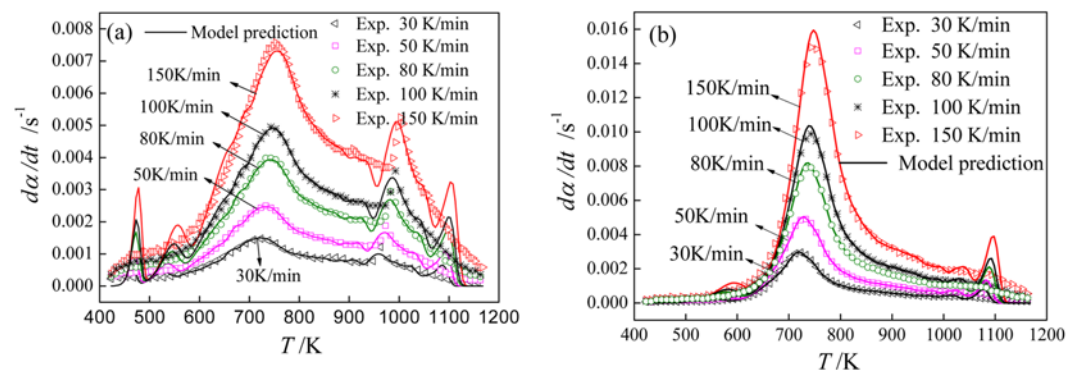 (a)
Model prediction
Exp. 30 K/min
Exp. 50 K/min
Exp. 80 K/min
Exp. 100 K/min
Exp. 150 K/min
150K/min
100K/min
80K/min
50K/min
30K/min
0.008
0.007
0.006
0.005
0.004
0.003
0.002
0.001
0.000
dα/dt /s⁻¹
400 500 600 700 800 900 1000 1100 1200
T /K
(b)
Exp. 30 K/min
Exp. 50 K/min
Exp. 80 K/min
Exp. 100 K/min
Exp. 150 K/min
Model prediction
150K/min
100K/min
80K/min
50K/min
30K/min
0.016
0.014
0.012
0.010
0.008
0.006
0.004
0.002
0.000
dα/dt /s⁻¹
400 500 600 700 800 900 1000 1100 1200
T /K